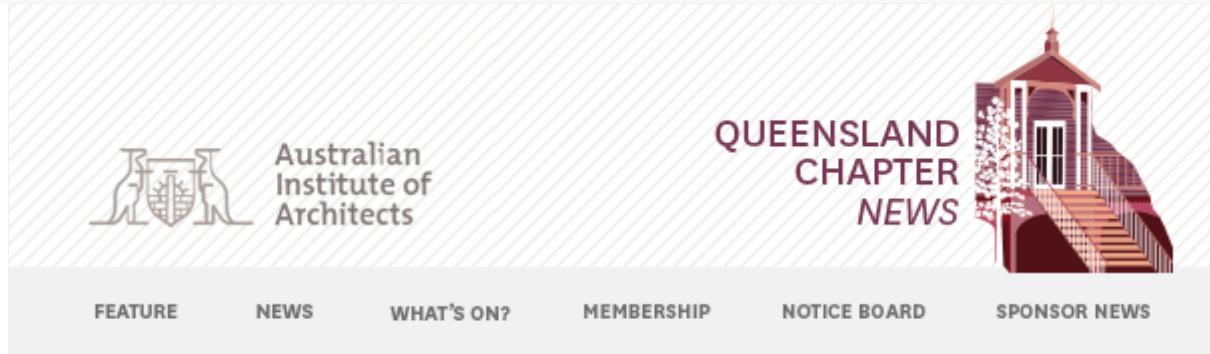 Australian
Institute of
Architects
QUEENSLAND
CHAPTER
NEWS
FEATURE NEWS WHAT'S ON? MEMBERSHIP NOTICE BOARD SPONSOR NEWS